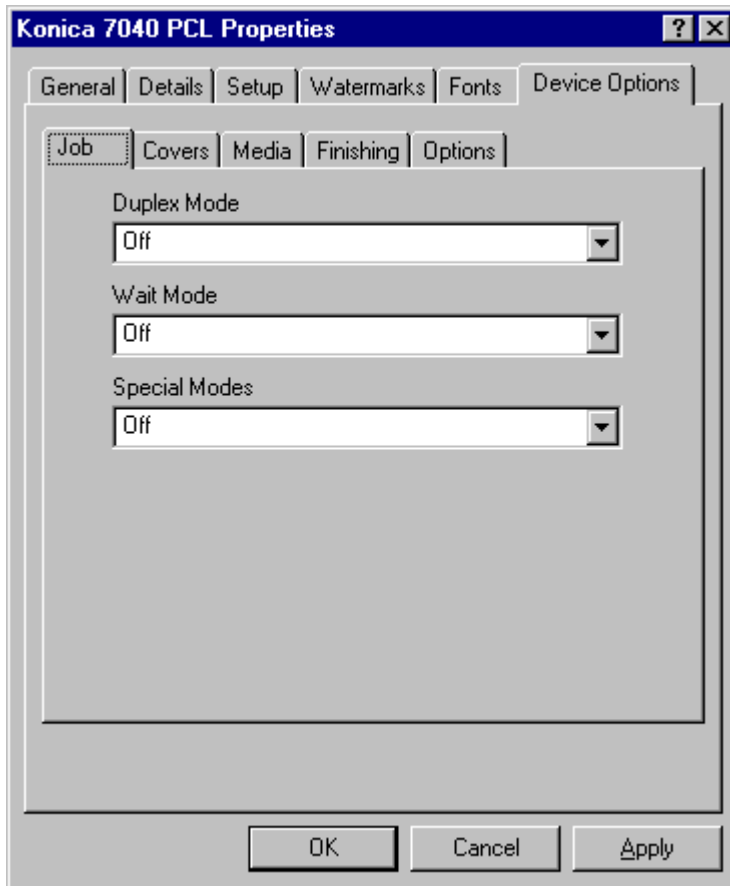 Konica 7040 PCL Properties
General Details Setup Watermarks Fonts Device Options
Job Covers Media Finishing Options
Duplex Mode
Off
Wait Mode
Off
Special Modes
Off
OK Cancel Apply